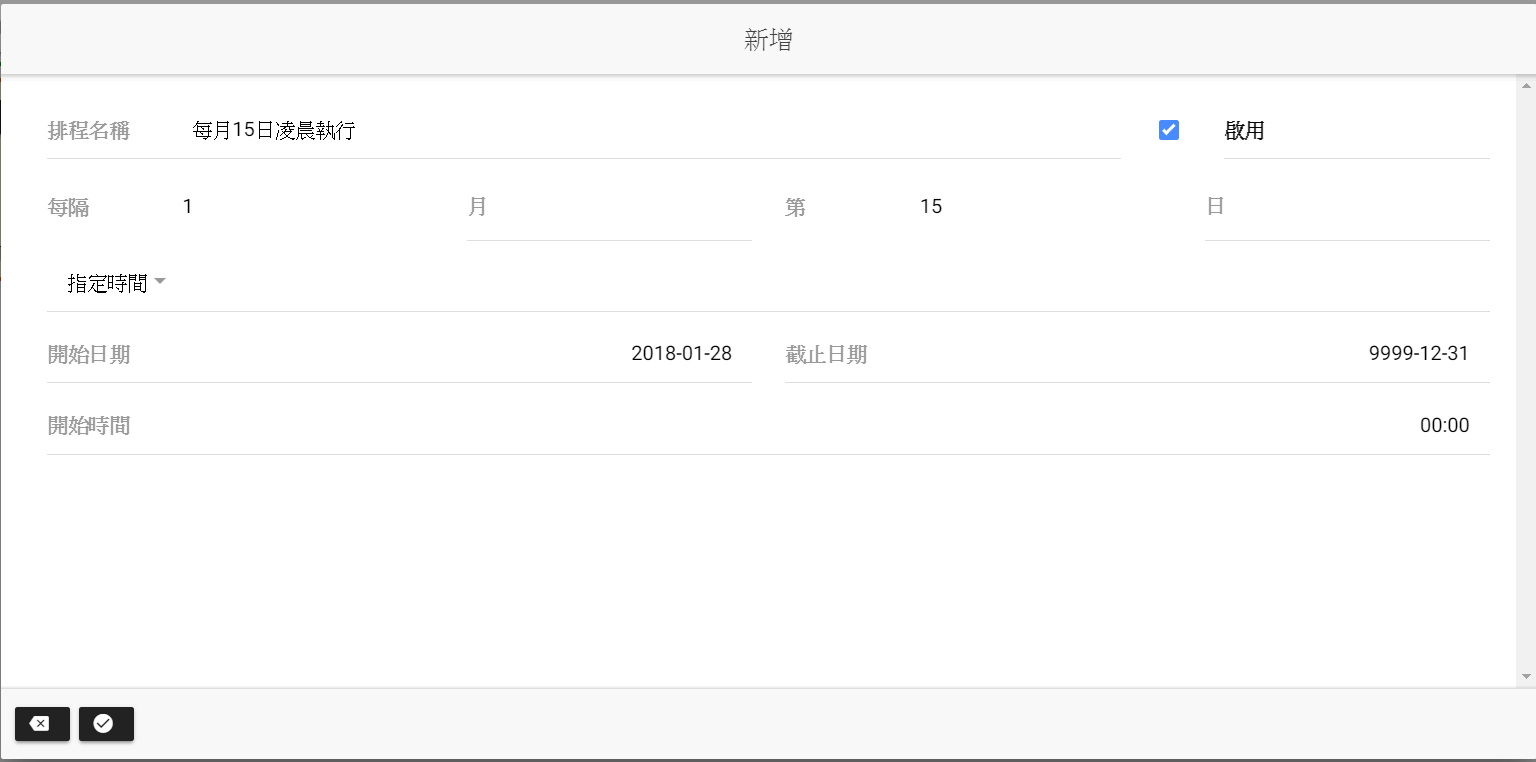 新增
排程名稱 每月15日凌晨執行 啟用
每隔 1 月 第 15 日
指定時間
開始日期 2018-01-28 截止日期 9999-12-31
開始時間 00:00